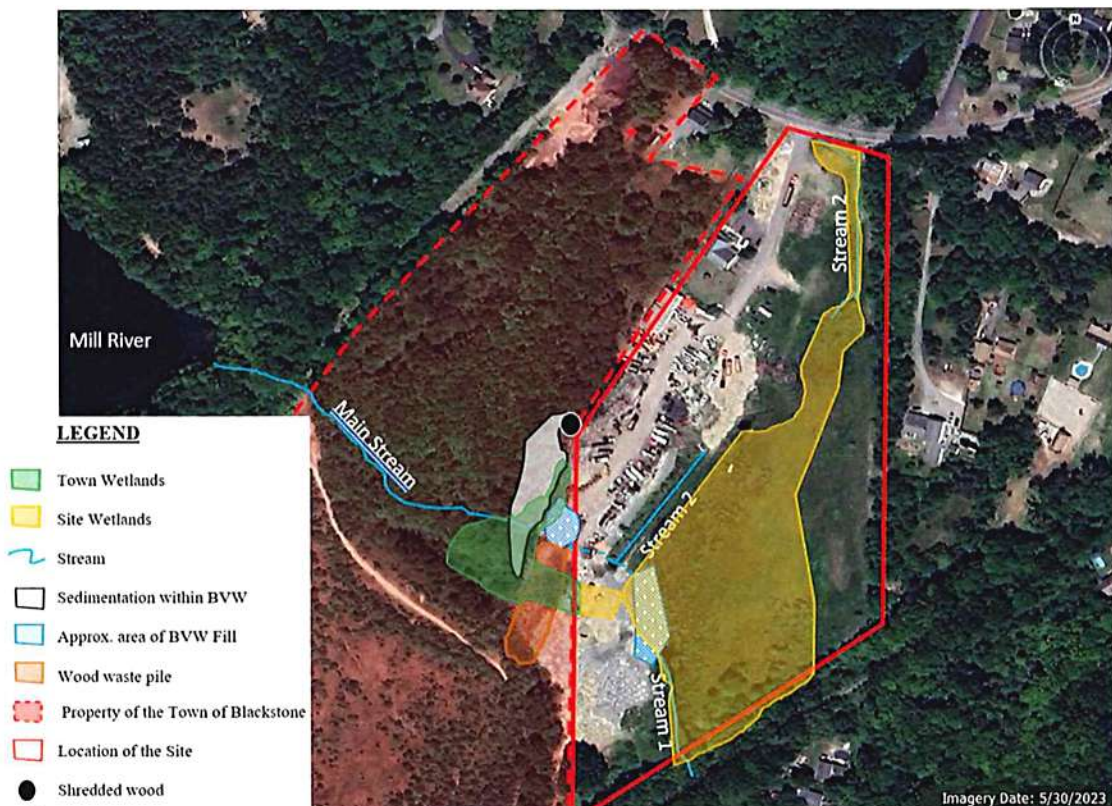 N
Stream 2
Mill River
Main Stream
Stream 2
Stream 1
LEGEND
Town Wetlands
Site Wetlands
Stream
Sedimentation within BVW
Approx. area of BVW Fill
Wood waste pile
Property of the Town of Blackstone
Location of the Site
Shredded wood
Imagery Date: 5/30/2023